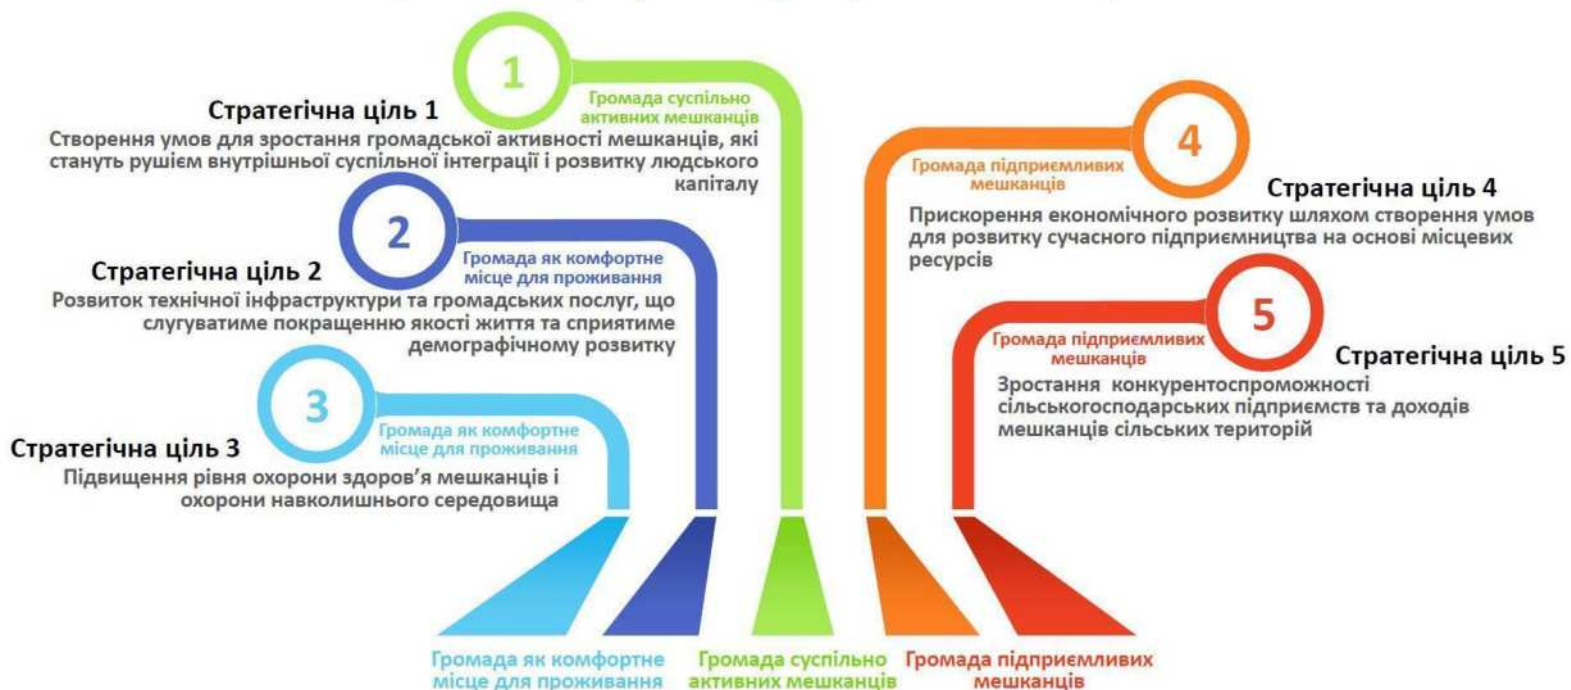 1
Громада суспільно
активних мешканців
Стратегічна ціль 1
Створення умов для зростання громадської активності мешканців, які
стануть рушієм внутрішньої суспільної інтеграції і розвитку людського
капіталу
2
Громада як комфортне
місце для проживання
Стратегічна ціль 2
Розвиток технічної інфраструктури та громадських послуг, що
слугуватиме покращенню якості життя та сприятиме
демографічному розвитку
3
Громада як комфортне
місце для проживання
Стратегічна ціль 3
Підвищення рівня охорони здоров’я мешканців і
охорони навколишнього середовища
4
Громада підприємливих
мешканців
Стратегічна ціль 4
Прискорення економічного розвитку шляхом створення умов
для розвитку сучасного підприємництва на основі місцевих
ресурсів
5
Громада підприємливих
мешканців
Стратегічна ціль 5
Зростання конкурентоспроможності
сільськогосподарських підприємств та доходів
мешканців сільських територій
Громада як комфортне
місце для проживання
Громада суспільно
активних мешканців
Громада підприємливих
мешканців